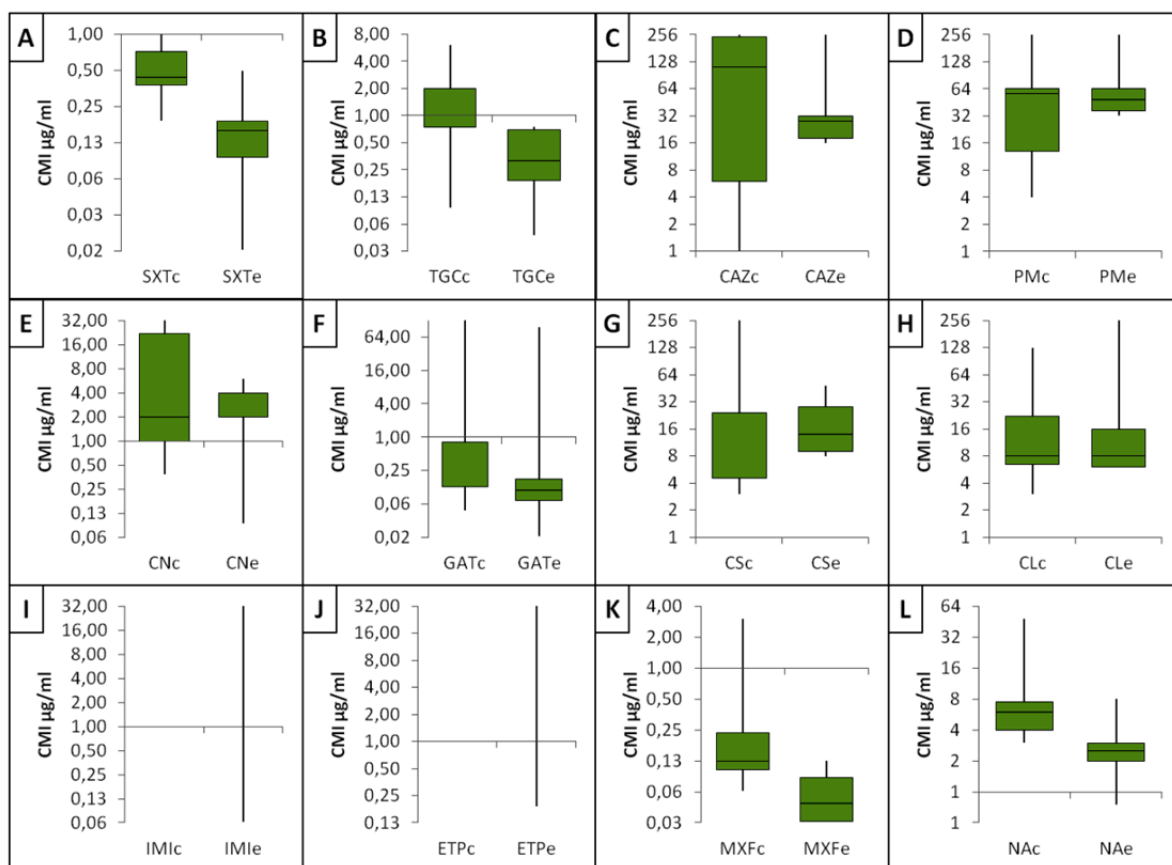 A
CMI µg/ml
1,00
0,50
0,25
0,13
0,06
0,03
0,02
SXTc SXTe
B
CMI µg/ml
8,00
4,00
2,00
1,00
0,50
0,25
0,13
0,06
0,03
TGCc TGCe
C
CMI µg/ml
256
128
64
32
16
8
4
2
1
CAZc CAZe
D
CMI µg/ml
256
128
64
32
16
8
4
2
1
PMc PMe
E
CMI µg/ml
32,00
16,00
8,00
4,00
2,00
1,00
0,50
0,25
0,13
0,06
CNc CNe
F
CMI µg/ml
64,00
16,00
4,00
1,00
0,25
0,06
0,02
GATc GATe
G
CMI µg/ml
256
128
64
32
16
8
4
2
1
CSc CSe
H
CMI µg/ml
256
128
64
32
16
8
4
2
1
CLc CLe
I
CMI µg/ml
32,00
16,00
8,00
4,00
2,00
1,00
0,50
0,25
0,13
0,06
IMIc IMIe
J
CMI µg/ml
32,00
16,00
8,00
4,00
2,00
1,00
0,50
0,25
0,13
ETPc ETPe
K
CMI µg/ml
4,00
2,00
1,00
0,50
0,25
0,13
0,06
0,03
MXFc MXFe
L
CMI µg/ml
64
32
16
8
4
2
1
1
NAc NAe